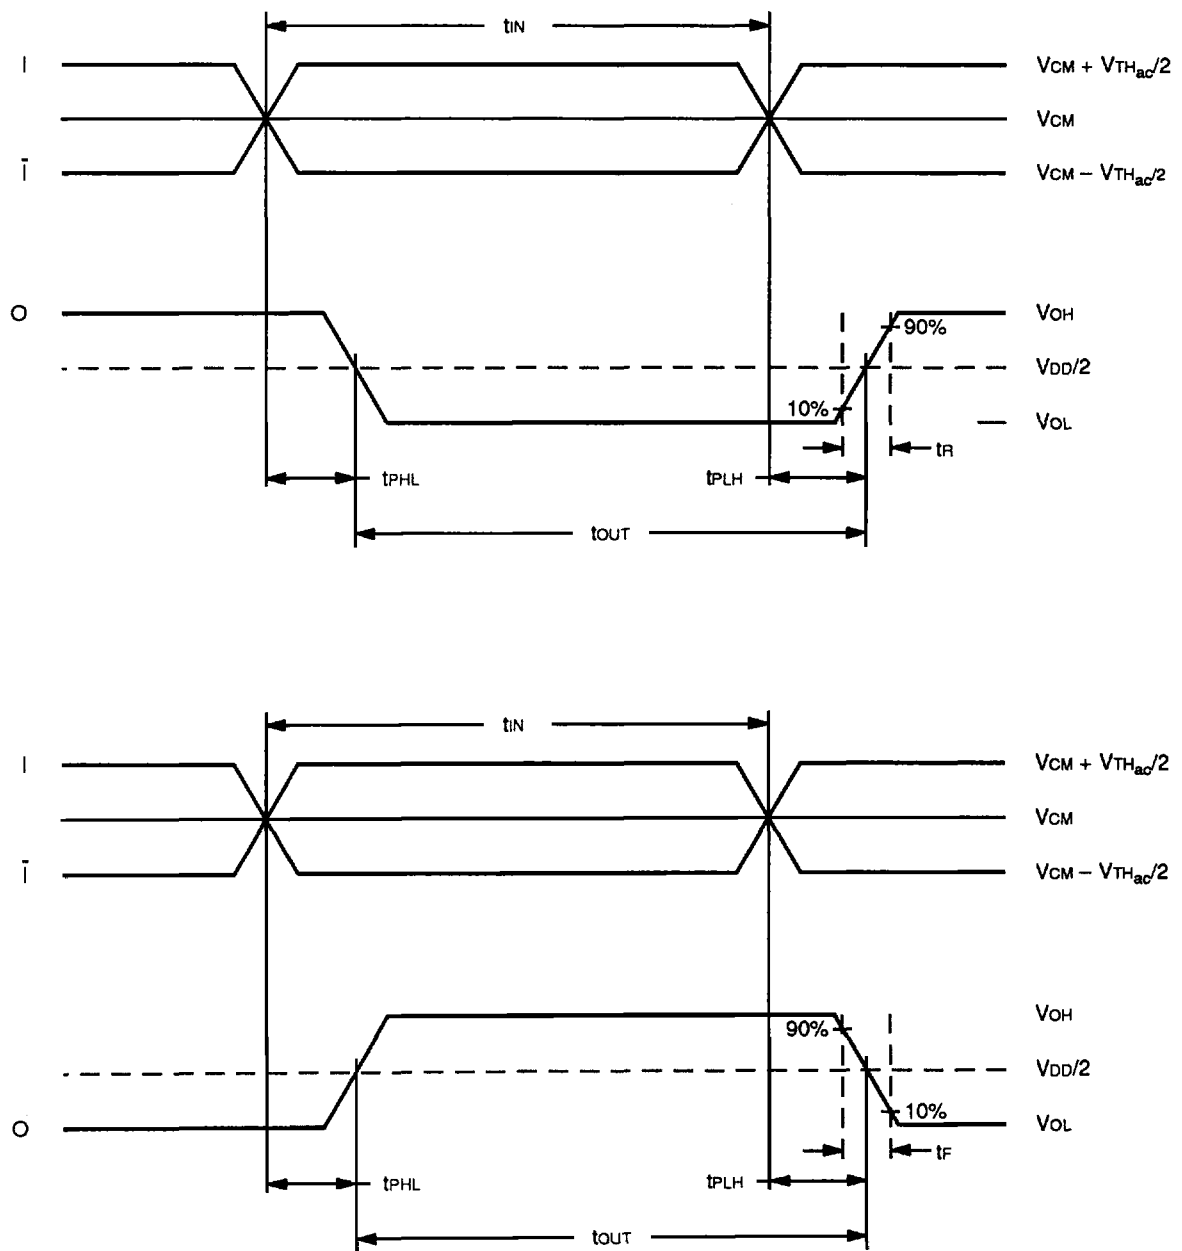 tIN
I
VCM + VTHac/2
VCM
Ī
VCM – VTHac/2
O
VOH
90%
VDD/2
10%
VOL
tR
tPHL
tPLH
tOUT
tIN
I
VCM + VTHac/2
VCM
Ī
VCM – VTHac/2
VOH
90%
VDD/2
10%
O
VOL
tF
tPHL
tPLH
tOUT